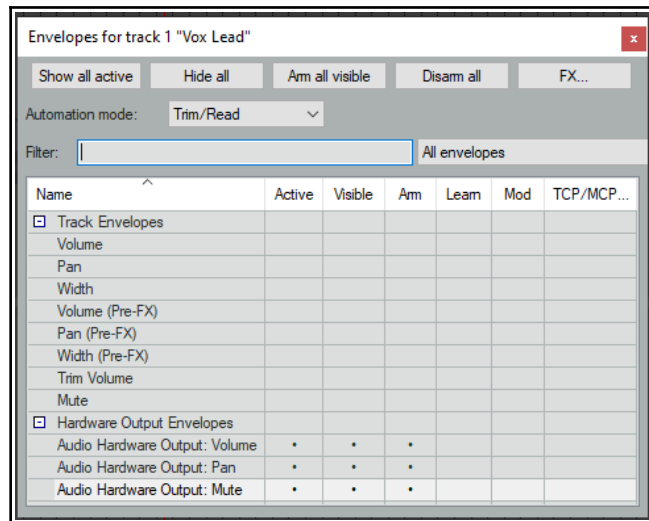 Envelopes for track 1 "Vox Lead"
x
Show all active Hide all Arm all visible Disarm all FX...
Automation mode: Trim/Read
Filter: All envelopes
Name Active Visible Arm Learn Mod TCP/MCP...
Track Envelopes
Volume
Pan
Width
Volume (Pre-FX)
Pan (Pre-FX)
Width (Pre-FX)
Trim Volume
Mute
Hardware Output Envelopes
Audio Hardware Output: Volume • • •
Audio Hardware Output: Pan • • •
Audio Hardware Output: Mute • • •